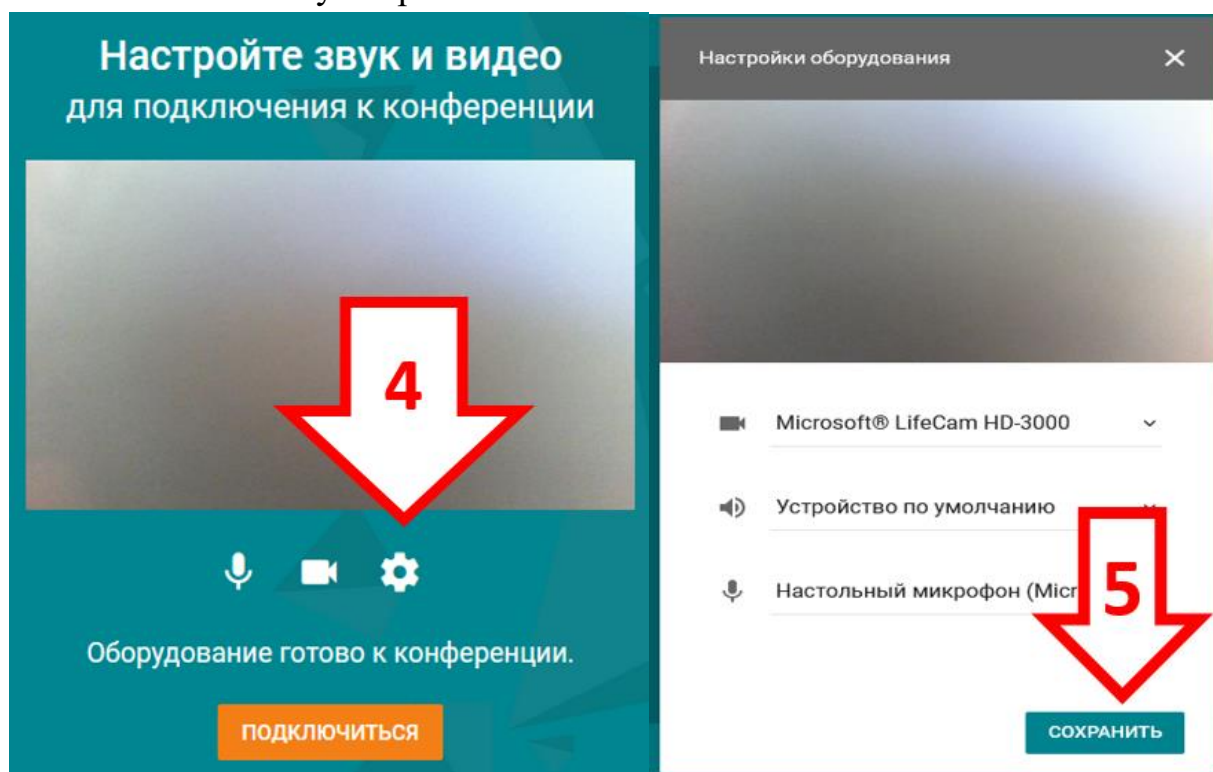 Настройте звук и видео
для подключения к конференции
4
Оборудование готово к конференции.
ПОДКЛЮЧИТЬСЯ
Настройки оборудования
Microsoft® LifeCam HD-3000
Устройство по умолчанию
Настольный микрофон (Micr
5
СОХРАНИТЬ